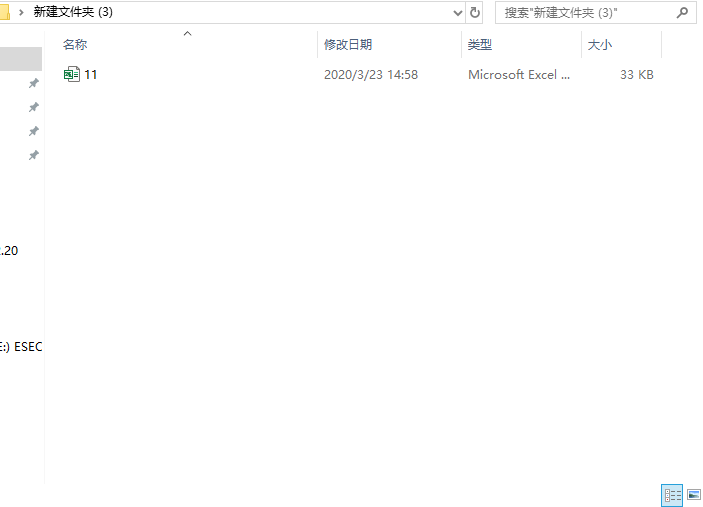 新建文件夹 (3)
搜索"新建文件夹 (3)"
名称 修改日期 类型 大小
11 2020/3/23 14:58 Microsoft Excel ... 33 KB
.20
E:) ESEC